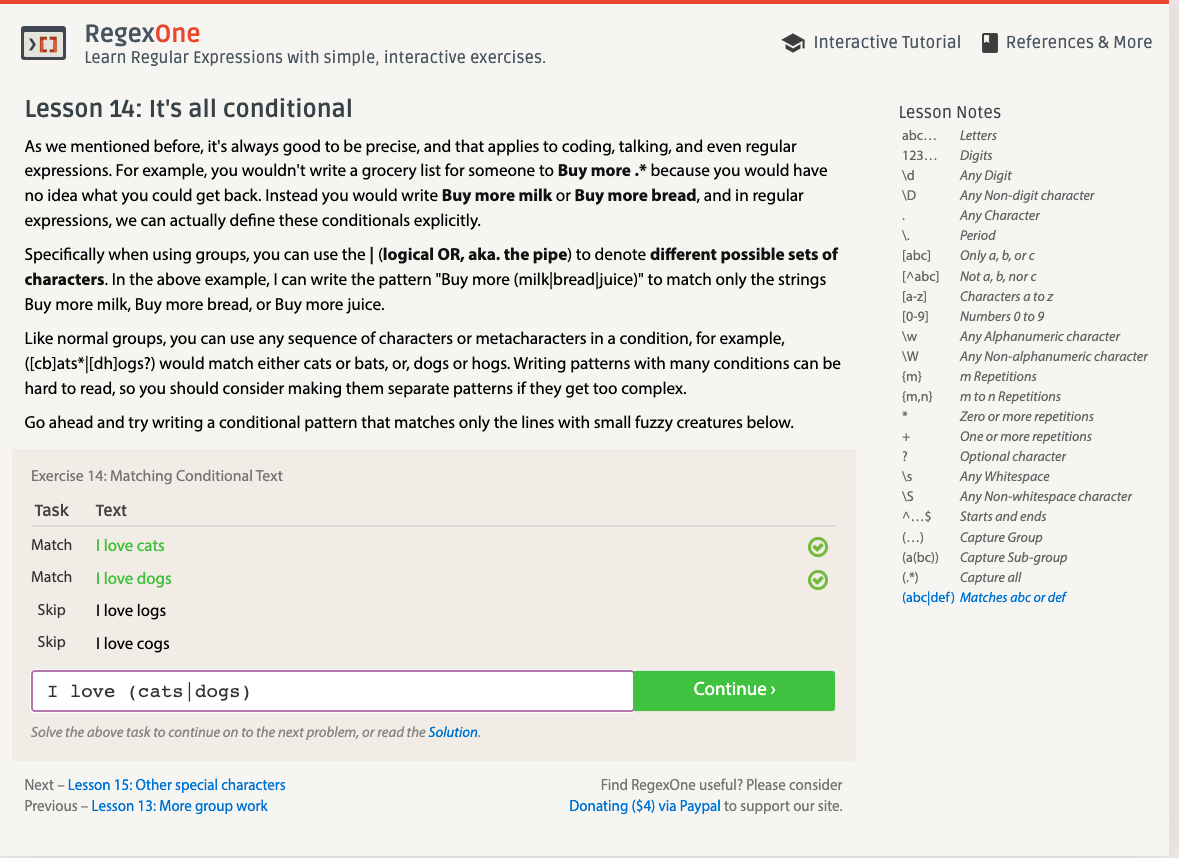 RegexOne
Learn Regular Expressions with simple, interactive exercises.
Interactive Tutorial
References & More
Lesson 14: It's all conditional
As we mentioned before, it's always good to be precise, and that applies to coding, talking, and even regular
expressions. For example, you wouldn't write a grocery list for someone to Buy more .* because you would have
no idea what you could get back. Instead you would write Buy more milk or Buy more bread, and in regular
expressions, we can actually define these conditionals explicitly.
Specifically when using groups, you can use the | (logical OR, aka. the pipe) to denote different possible sets of
characters. In the above example, I can write the pattern "Buy more (milk|bread|juice)" to match only the strings
Buy more milk, Buy more bread, or Buy more juice.
Like normal groups, you can use any sequence of characters or metacharacters in a condition, for example,
([cb]ats*|[dh]ogs?) would match either cats or bats, or, dogs or hogs. Writing patterns with many conditions can be
hard to read, so you should consider making them separate patterns if they get too complex.
Go ahead and try writing a conditional pattern that matches only the lines with small fuzzy creatures below.
Exercise 14: Matching Conditional Text
Task Text
Match I love cats
Match I love dogs
Skip I love logs
Skip I love cogs
I love (cats|dogs)
Continue ›
Solve the above task to continue on to the next problem, or read the Solution.
Next – Lesson 15: Other special characters
Previous – Lesson 13: More group work
Find RegexOne useful? Please consider
Donating ($4) via Paypal to support our site.
Lesson Notes
abc… Letters
123… Digits
\d Any Digit
\D Any Non-digit character
. Any Character
\. Period
[abc] Only a, b, or c
[^abc] Not a, b, nor c
[a-z] Characters a to z
[0-9] Numbers 0 to 9
\w Any Alphanumeric character
\W Any Non-alphanumeric character
{m} m Repetitions
{m,n} m to n Repetitions
* Zero or more repetitions
+ One or more repetitions
? Optional character
\s Any Whitespace
\S Any Non-whitespace character
^…$ Starts and ends
(…) Capture Group
(a(bc)) Capture Sub-group
(.*) Capture all
(abc|def) Matches abc or def